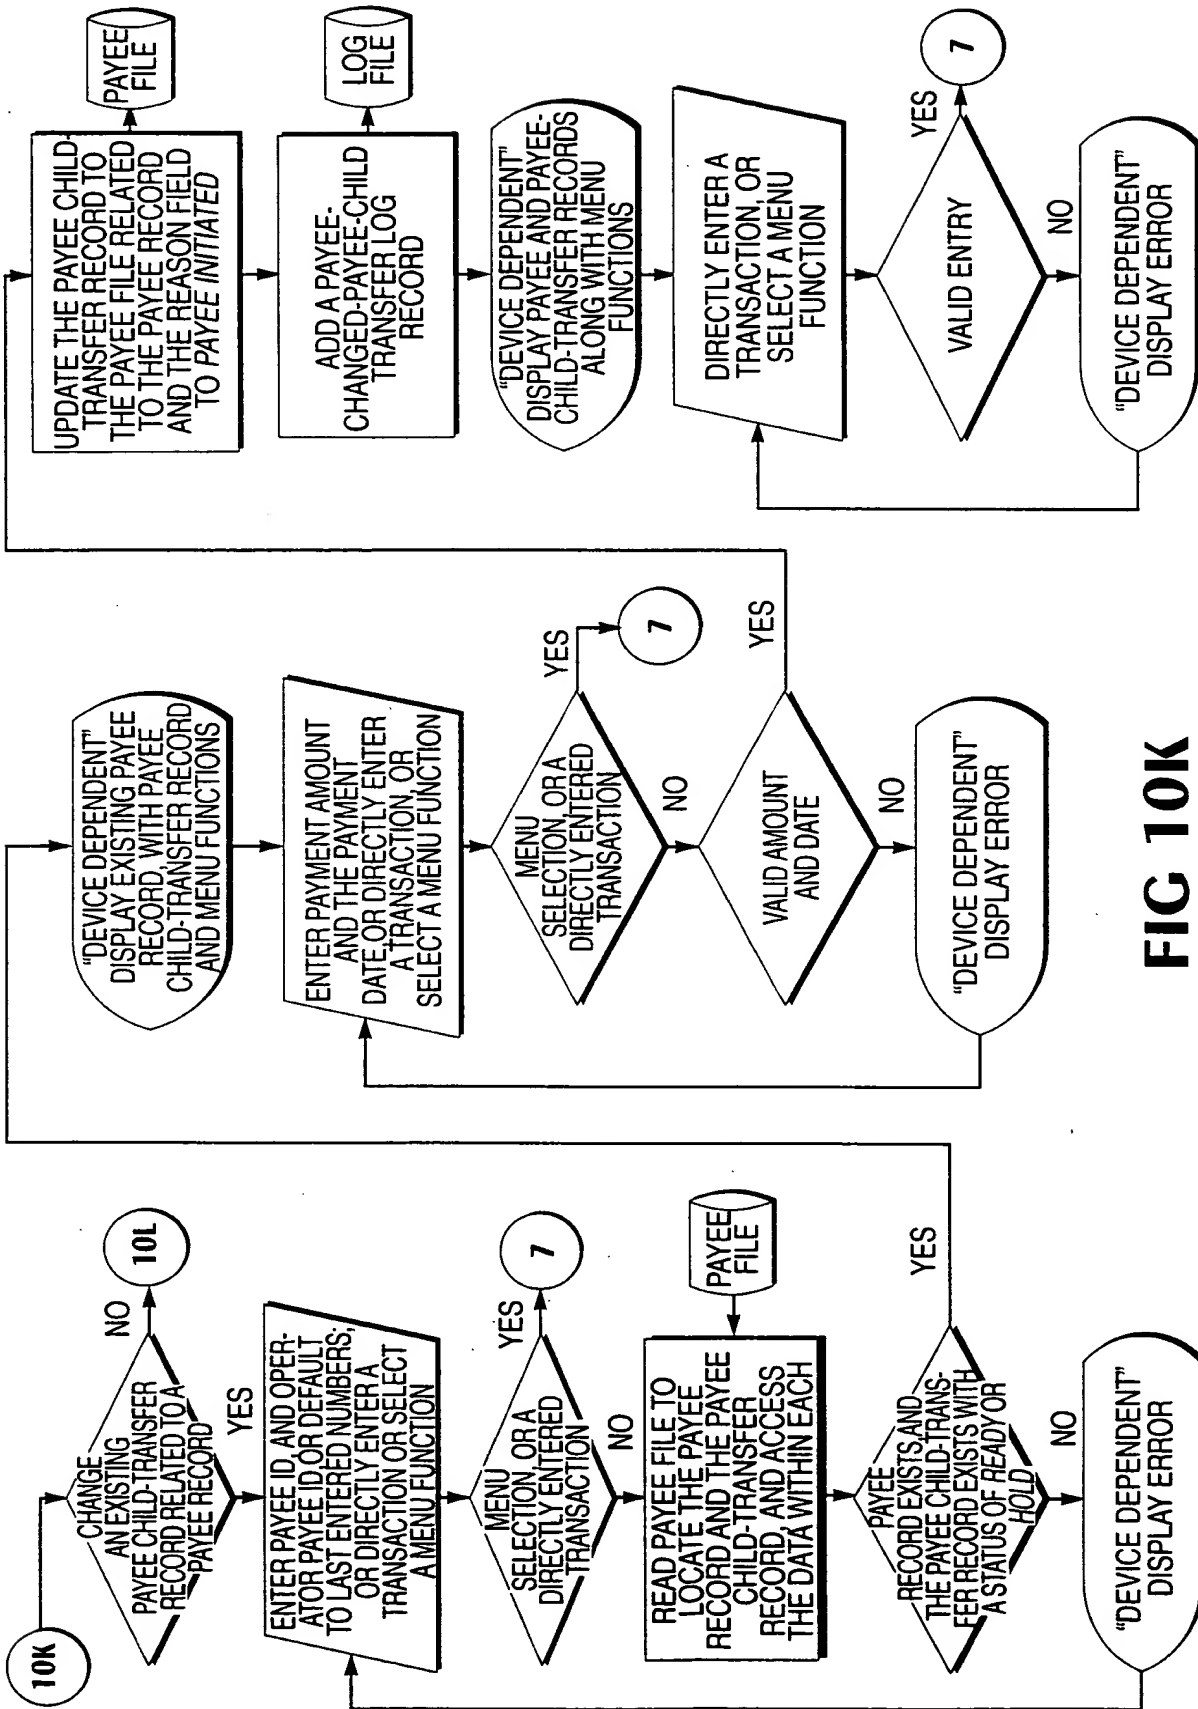 10K
CHANGE
AN EXISTING
PAYEE CHILD-TRANSFER
RECORD RELATED TO A
PAYEE RECORD
NO
10L
YES
ENTER PAYEE ID, AND OPER-
ATOR PAYEE ID OR DEFAULT
TO LAST ENTERED NUMBERS;
OR DIRECTLY ENTER A
TRANSACTION OR SELECT
A MENU FUNCTION
MENU
SELECTION, OR A
DIRECTLY ENTERED
TRANSACTION
YES
7
NO
READ PAYEE FILE TO
LOCATE THE PAYEE
RECORD AND THE PAYEE
CHILD-TRANSFER
RECORD, AND ACCESS
THE DATA WITHIN EACH
PAYEE
FILE
PAYEE
RECORD EXISTS AND
THE PAYEE CHILD-TRANS-
FER RECORD EXISTS WITH
A STATUS OF READY OR
HOLD
YES
NO
"DEVICE DEPENDENT"
DISPLAY ERROR
"DEVICE DEPENDENT"
DISPLAY EXISTING PAYEE
RECORD, WITH PAYEE
CHILD-TRANSFER RECORD
AND MENU FUNCTIONS
ENTER PAYMENT AMOUNT
AND THE PAYMENT
DATE, OR DIRECTLY ENTER
A TRANSACTION, OR
SELECT A MENU FUNCTION
MENU
SELECTION, OR A
DIRECTLY ENTERED
TRANSACTION
YES
7
NO
VALID AMOUNT
AND DATE
YES
NO
"DEVICE DEPENDENT"
DISPLAY ERROR
UPDATE THE PAYEE CHILD-
TRANSFER RECORD TO
THE PAYEE FILE RELATED
TO THE PAYEE RECORD
AND THE REASON FIELD
TO PAYEE INITIATED
PAYEE
FILE
ADD A PAYEE-
CHANGED-PAYEE-CHILD
TRANSFER LOG
RECORD
LOG
FILE
"DEVICE DEPENDENT"
DISPLAY PAYEE AND PAYEE-
CHILD-TRANSFER RECORDS
ALONG WITH MENU
FUNCTIONS
DIRECTLY ENTER A
TRANSACTION, OR
SELECT A MENU
FUNCTION
VALID ENTRY
YES
7
NO
"DEVICE DEPENDENT"
DISPLAY ERROR
FIG 10K